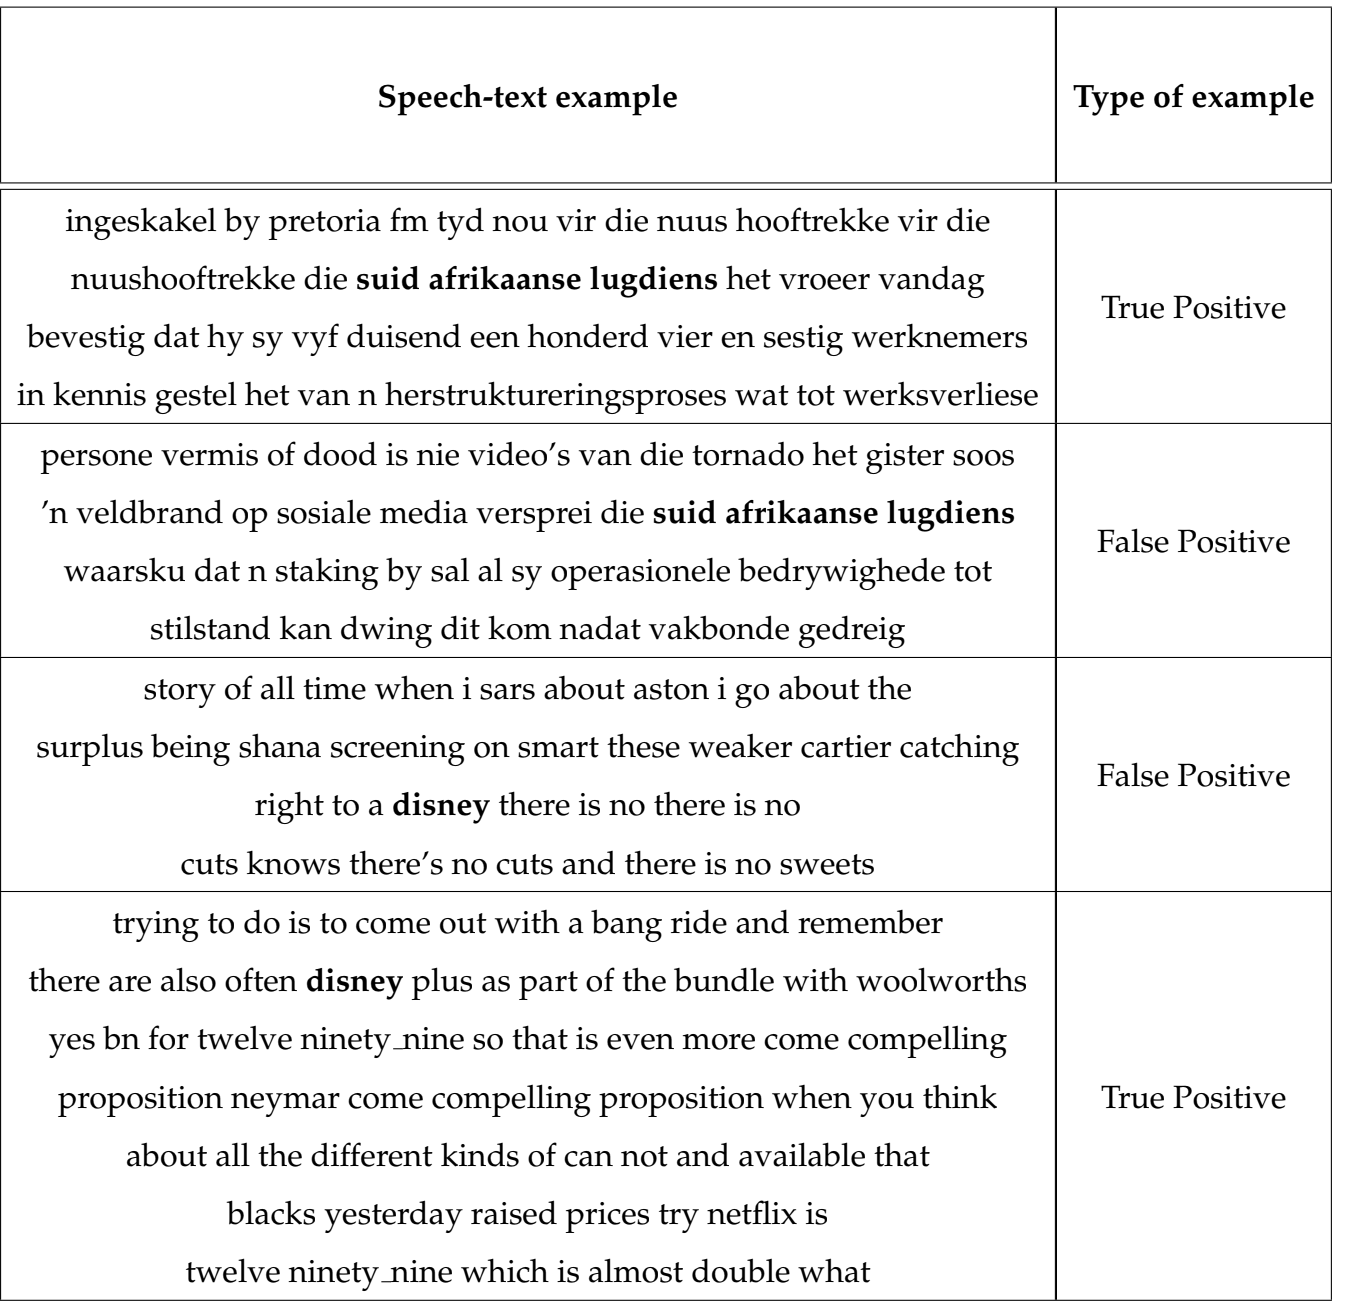 Speech-text example
Type of example
ingeskakel by pretoria fm tyd nou vir die nuus hooftrekke vir die
nuushooftrekke die suid afrikaanse lugdiens het vroeer vandag
bevestig dat hy sy vyf duisend een honderd vier en sestig werknemers
in kennis gestel het van n herstruktureringsproses wat tot werksverliese
True Positive
persone vermis of dood is nie video's van die tornado het gister soos
'n veldbrand op sosiale media versprei die suid afrikaanse lugdiens
waarsku dat n staking by sal al sy operasionele bedrywighede tot
stilstand kan dwing dit kom nadat vakbonde gedreig
False Positive
story of all time when i sars about aston i go about the
surplus being shana screening on smart these weaker cartier catching
right to a disney there is no there is no
cuts knows there's no cuts and there is no sweets
False Positive
trying to do is to come out with a bang ride and remember
there are also often disney plus as part of the bundle with woolworths
yes bn for twelve ninety_nine so that is even more come compelling
proposition neymar come compelling proposition when you think
about all the different kinds of can not and available that
blacks yesterday raised prices try netflix is
twelve ninety_nine which is almost double what
True Positive